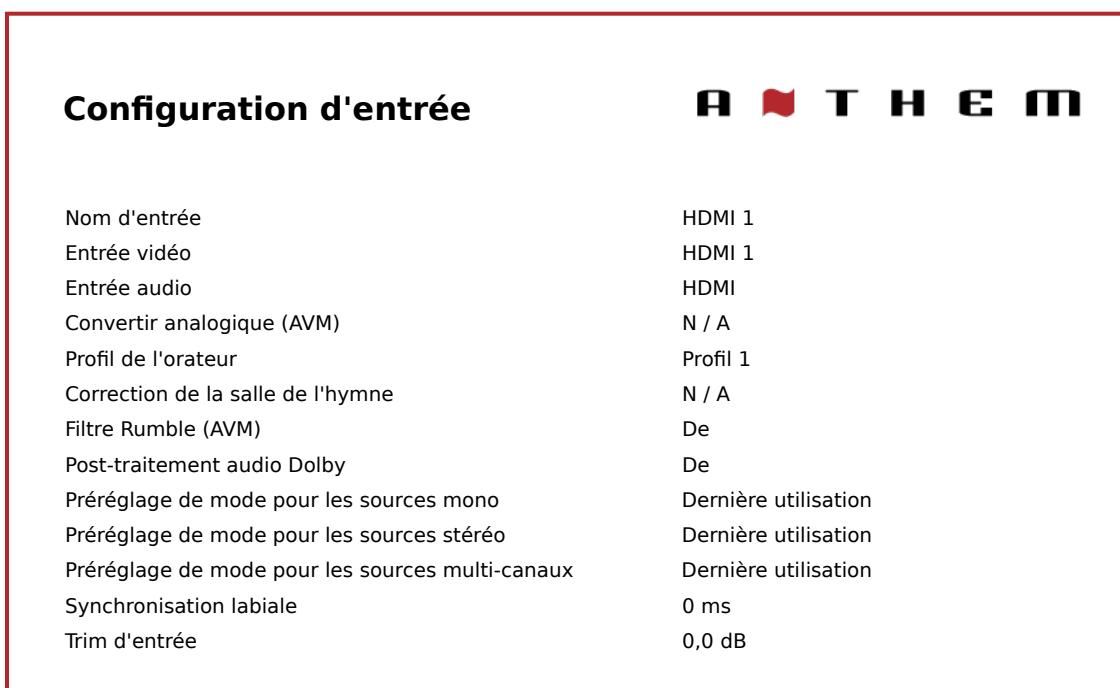 Configuration d'entrée
ANTHEM
Nom d'entrée HDMI 1
Entrée vidéo HDMI 1
Entrée audio HDMI
Convertir analogique (AVM) N / A
Profil de l'orateur Profil 1
Correction de la salle de l'hymne N / A
Filtre Rumble (AVM) De
Post-traitement audio Dolby De
Préréglage de mode pour les sources mono Dernière utilisation
Préréglage de mode pour les sources stéréo Dernière utilisation
Préréglage de mode pour les sources multi-canaux Dernière utilisation
Synchronisation labiale 0 ms
Trim d'entrée 0,0 dB